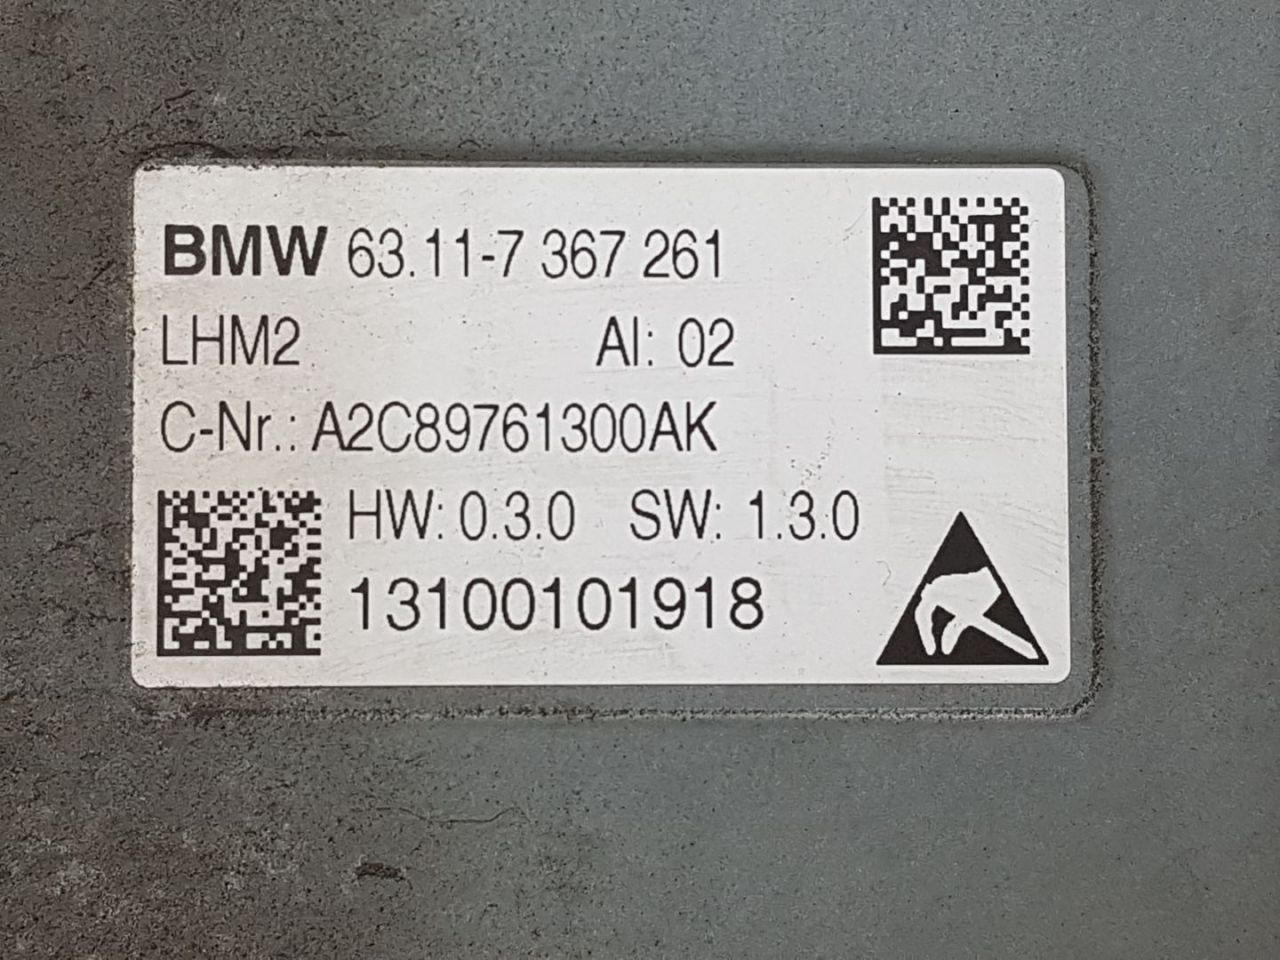 BMW 63.11-7 367 261
LHM2 AI: 02
C-Nr.: A2C89761300AK
HW: 0.3.0 SW: 1.3.0
13100101918